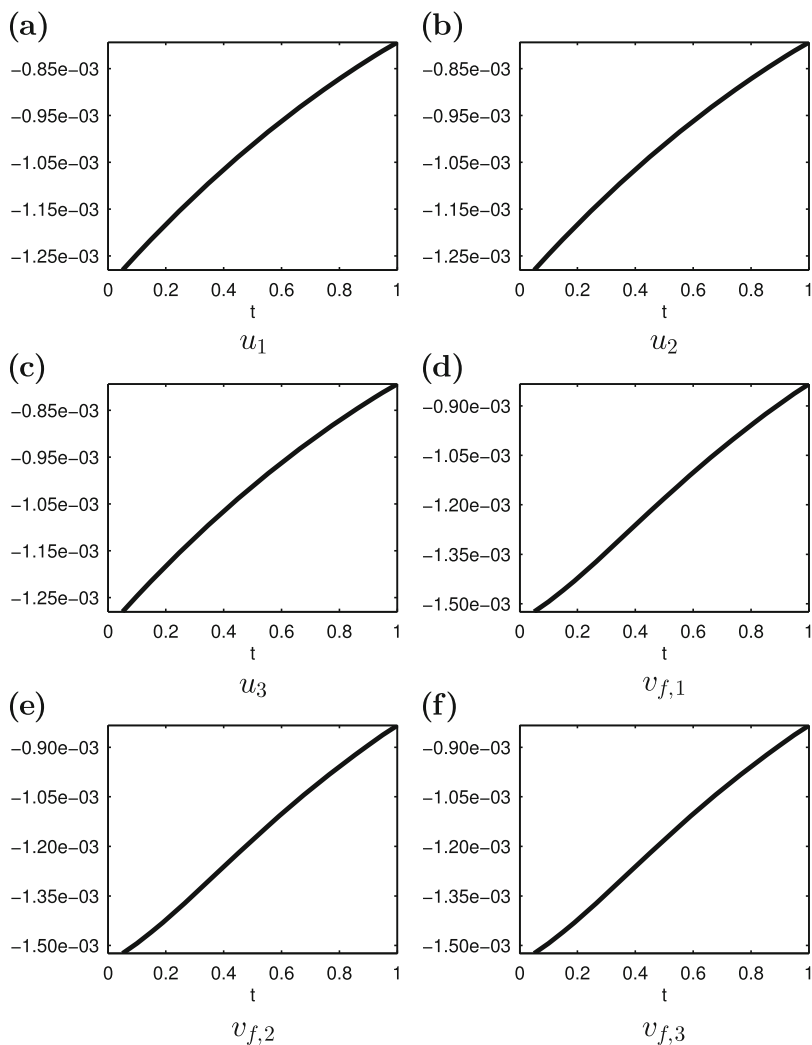 (a) (b)
−0.85e−03 −0.85e−03
−0.95e−03 −0.95e−03
−1.05e−03 −1.05e−03
−1.15e−03 −1.15e−03
−1.25e−03 −1.25e−03
0 0.2 0.4 0.6 0.8 1 0 0.2 0.4 0.6 0.8 1
t t
u1 u2
(c) (d)
−0.85e−03 −0.90e−03
−0.95e−03 −1.05e−03
−1.05e−03 −1.20e−03
−1.15e−03 −1.35e−03
−1.25e−03 −1.50e−03
0 0.2 0.4 0.6 0.8 1 0 0.2 0.4 0.6 0.8 1
t t
u3 vf,1
(e) (f)
−0.90e−03 −0.90e−03
−1.05e−03 −1.05e−03
−1.20e−03 −1.20e−03
−1.35e−03 −1.35e−03
−1.50e−03 −1.50e−03
0 0.2 0.4 0.6 0.8 1 0 0.2 0.4 0.6 0.8 1
t t
vf,2 vf,3